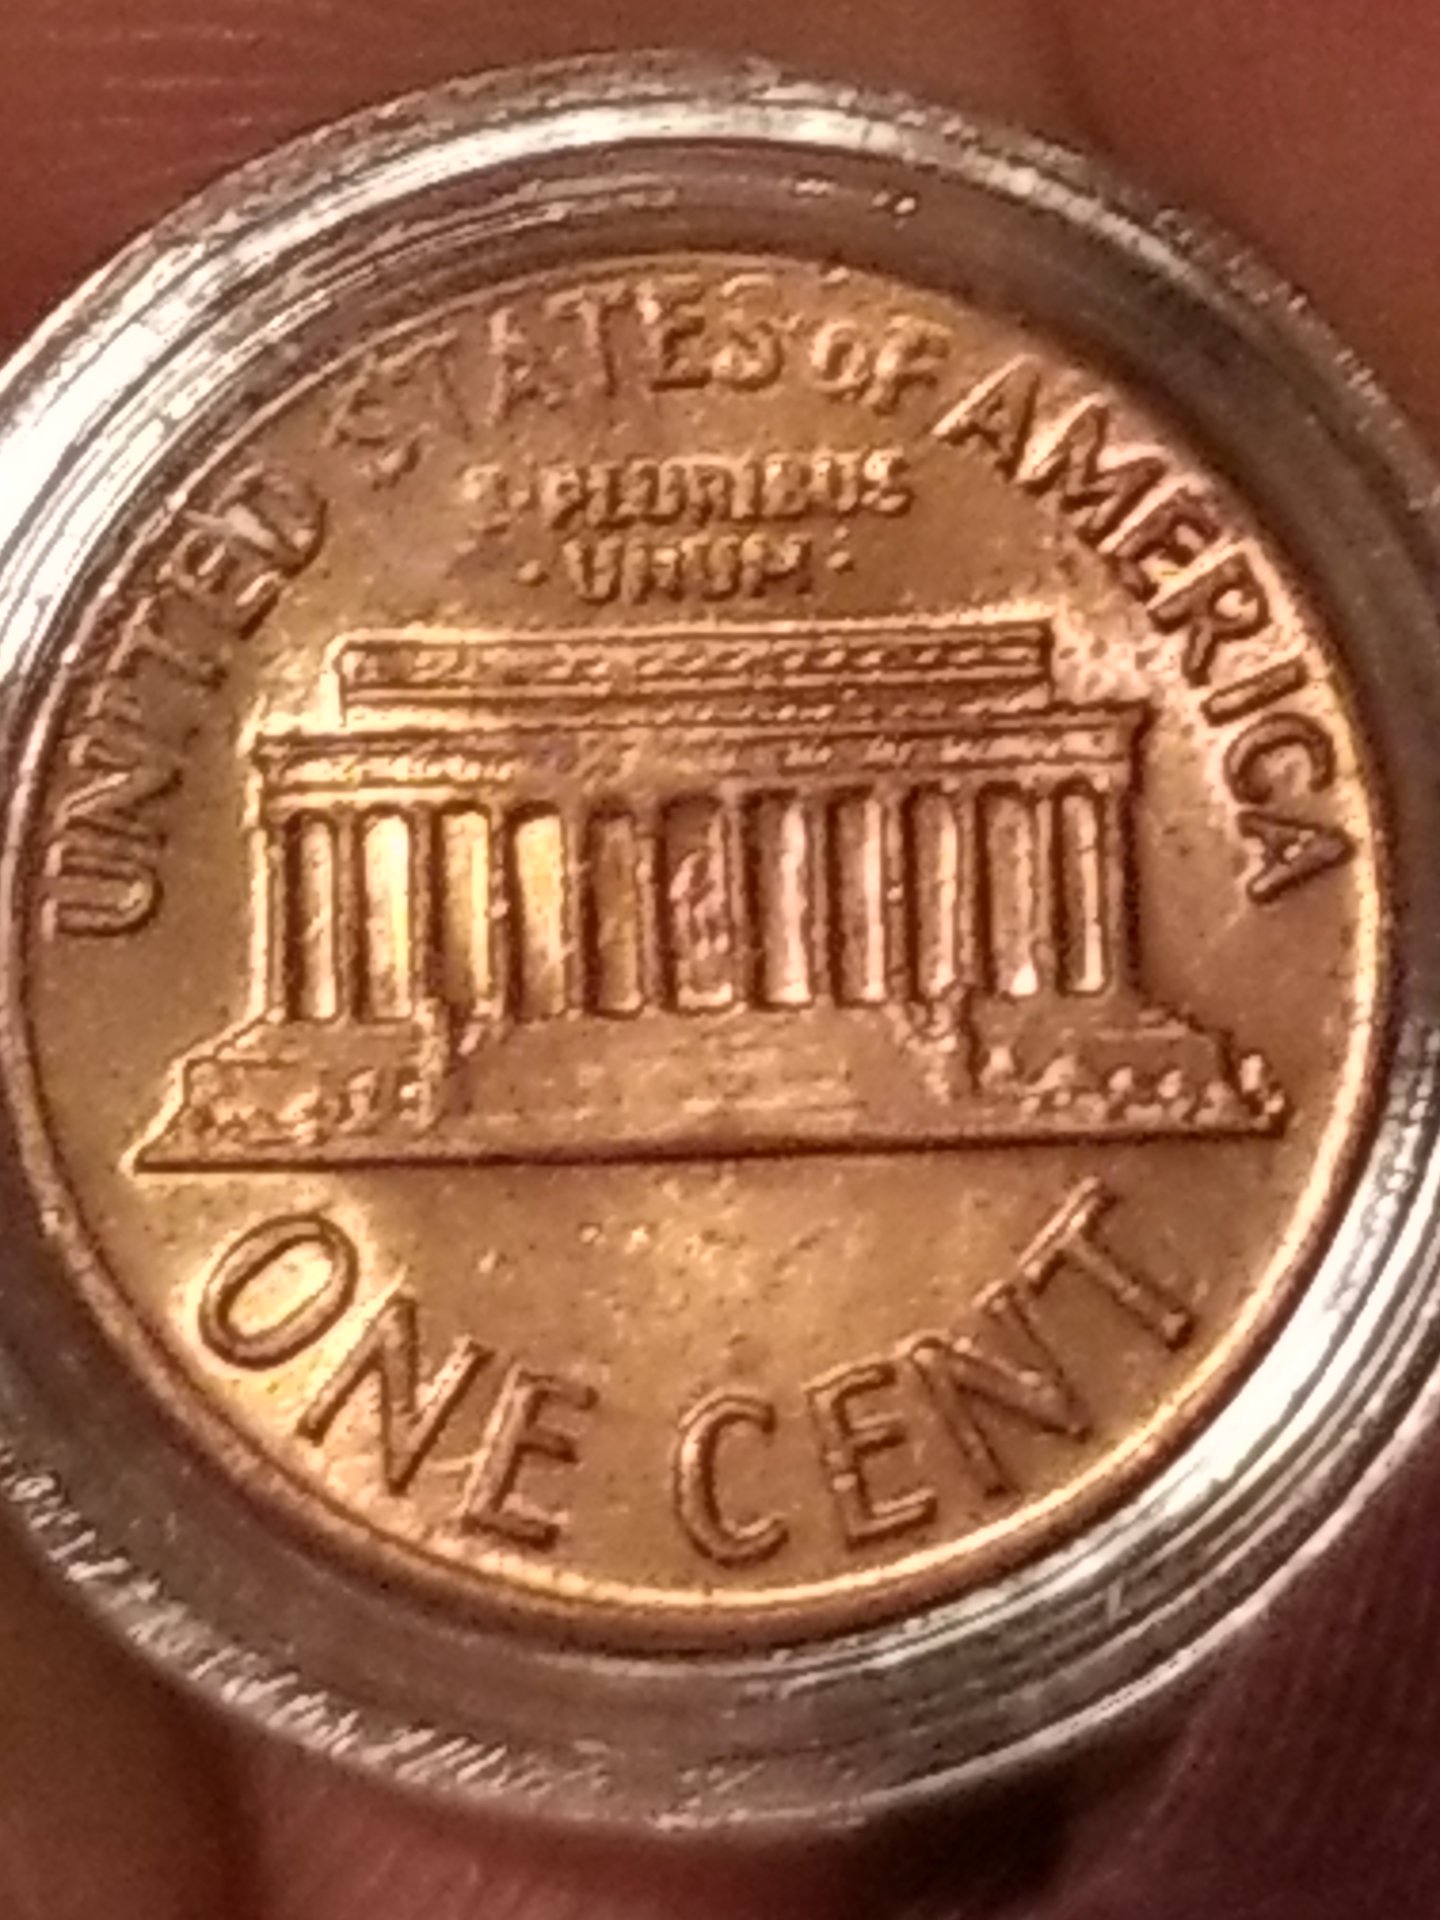 UNITED STATES OF AMERICA
E PLURIBUS
· UNUM ·
ONE CENT